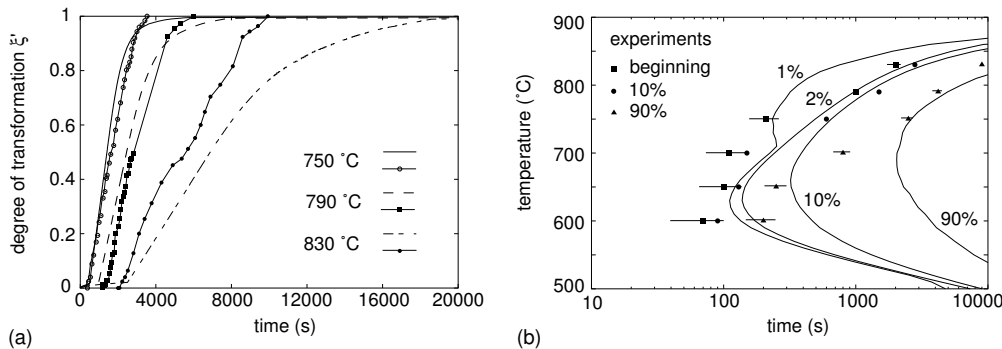 1
0.8
0.6
0.4
0.2
0
degree of transformation ξ'
750 ˚C
790 ˚C
830 ˚C
0 4000 8000 12000 16000 20000
time (s)
(a)
900
800
700
600
500
temperature (˚C)
experiments
beginning
10%
90%
1%
2%
10%
90%
10 100 1000 10000
time (s)
(b)